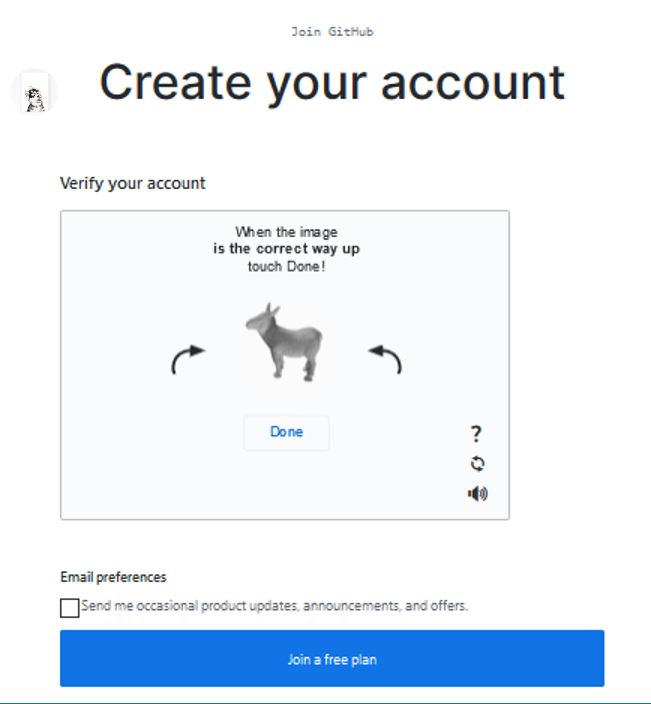 Join GitHub
Create your account
Verify your account
When the image
is the correct way up
touch Done!
Done
?
Email preferences
Send me occasional product updates, announcements, and offers.
Join a free plan